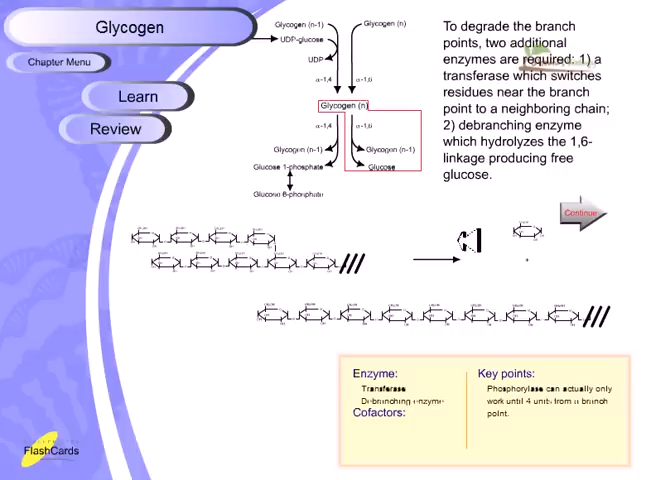 Glycogen
Chapter Menu
Learn
Review
Glycogen (n-1)
Glycogen (n)
UDP-glucose
UDP
α-1,4
α-1,6
Glycogen (n)
α-1,4
α-1,6
Glycogen (n-1)
Glycogen (n-1)
Glucose 1-phosphate
Glucose
Glucose 6-phosphate
To degrade the branch
points, two additional
enzymes are required: 1) a
transferase which switches
residues near the branch
point to a neighboring chain;
2) debranching enzyme
which hydrolyzes the 1,6-
linkage producing free
glucose.
Continue
+
Enzyme:
Transferase
Debranching enzyme
Cofactors:
Key points:
Phosphorylase can actually only
work until 4 units from a branch
point.
FlashCards